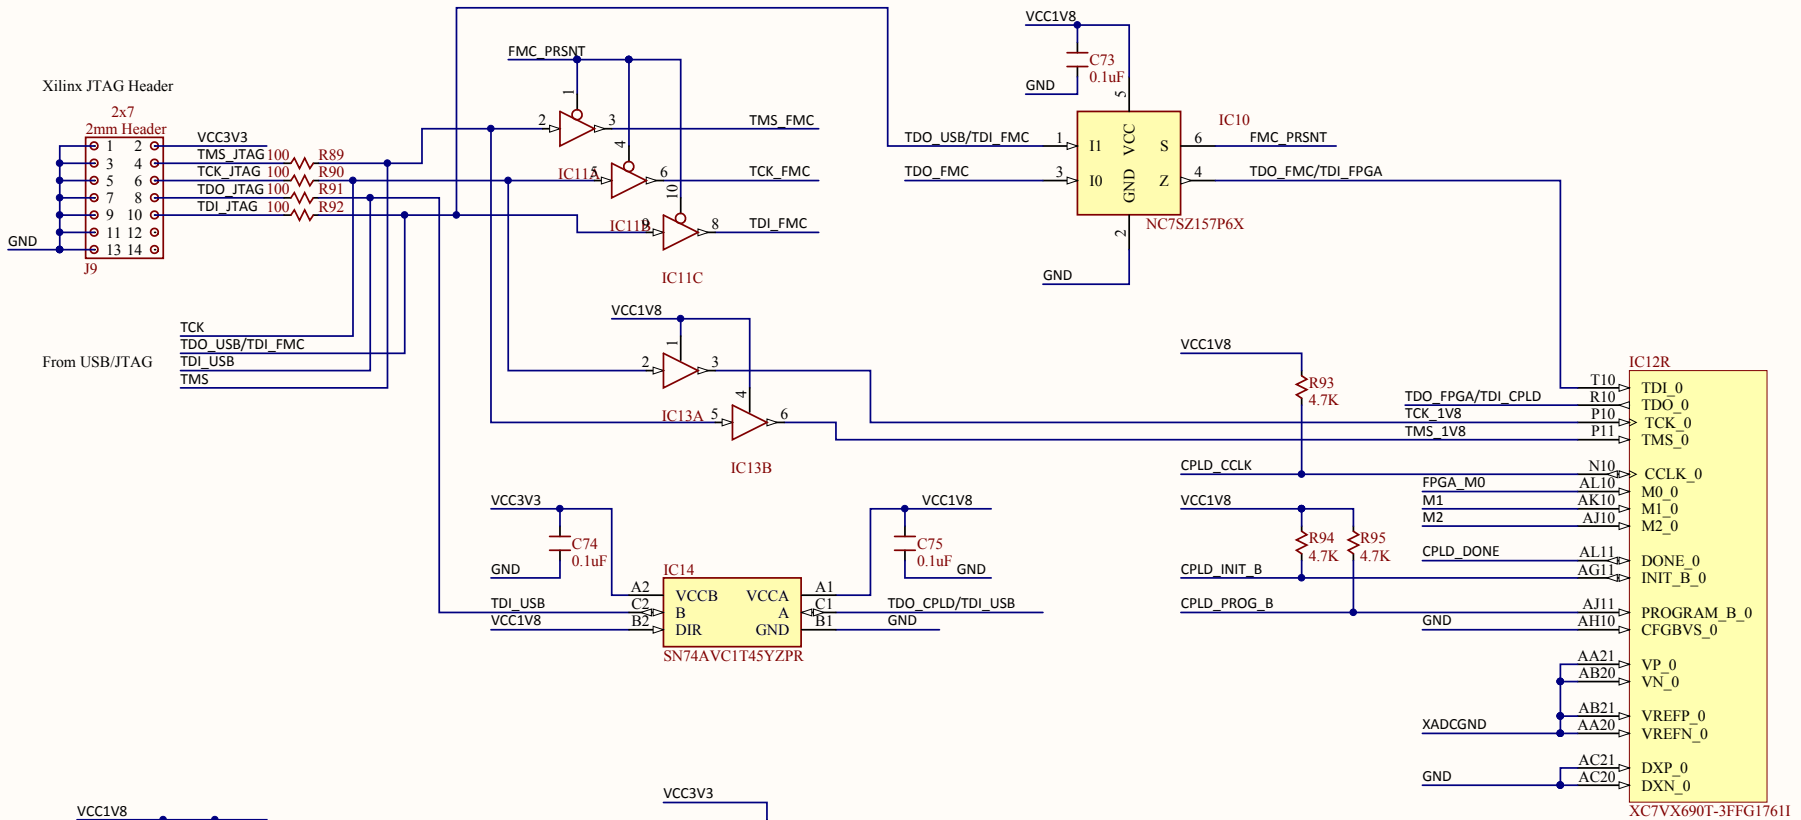 FMC_PRSNT
1
2 3 TMS_FMC
4
IC11A 5 6 TCK_FMC
10
IC11B 9 8 TDI_FMC
IC11C
VCC1V8
C73
0.1uF
GND
5
IC10
TDO_USB/TDI_FMC 1 I1 VCC S 6 FMC_PRSNT
TDO_FMC 3 I0 GND Z 4 TDO_FMC/TDI_FPGA
NC7SZ157P6X
2
GND
Xilinx JTAG Header
2x7
2mm Header
1 2 VCC3V3
3 4 TMS_JTAG 100 R89
5 6 TCK_JTAG 100 R90
7 8 TDO_JTAG 100 R91
9 10 TDI_JTAG 100 R92
11 12
GND 13 14
J9
TCK
TDO_USB/TDI_FMC
From USB/JTAG
TDI_USB
TMS
VCC1V8
1
2 3
4
IC13A 5 6
IC13B
VCC3V3
C74
0.1uF
GND
VCC1V8
C75
0.1uF
GND
IC14
A2 VCCB VCCA A1
TDI_USB C2 B A C1 TDO_CPLD/TDI_USB
VCC1V8 B2 DIR GND B1 GND
SN74AVC1T45YZPR
VCC1V8
R93
4.7K
CPLD_CCLK
VCC1V8
R94
4.7K
R95
4.7K
CPLD_INIT_B
CPLD_PROG_B
IC12R
T10 TDI_0
TDO_FPGA/TDI_CPLD R10 TDO_0
TCK_1V8 P10 TCK_0
TMS_1V8 P11 TMS_0
N10 CCLK_0
FPGA_M0 AL10 M0_0
M1 AK10 M1_0
M2 AJ10 M2_0
CPLD_DONE AL11 DONE_0
AG11 INIT_B_0
AJ11 PROGRAM_B_0
GND AH10 CFGBVS_0
AA21 VP_0
AB20 VN_0
AB21 VREFP_0
XADCGND AA20 VREFN_0
AC21 DXP_0
GND AC20 DXN_0
XC7VX690T-3FFG1761I
VCC1V8
VCC3V3